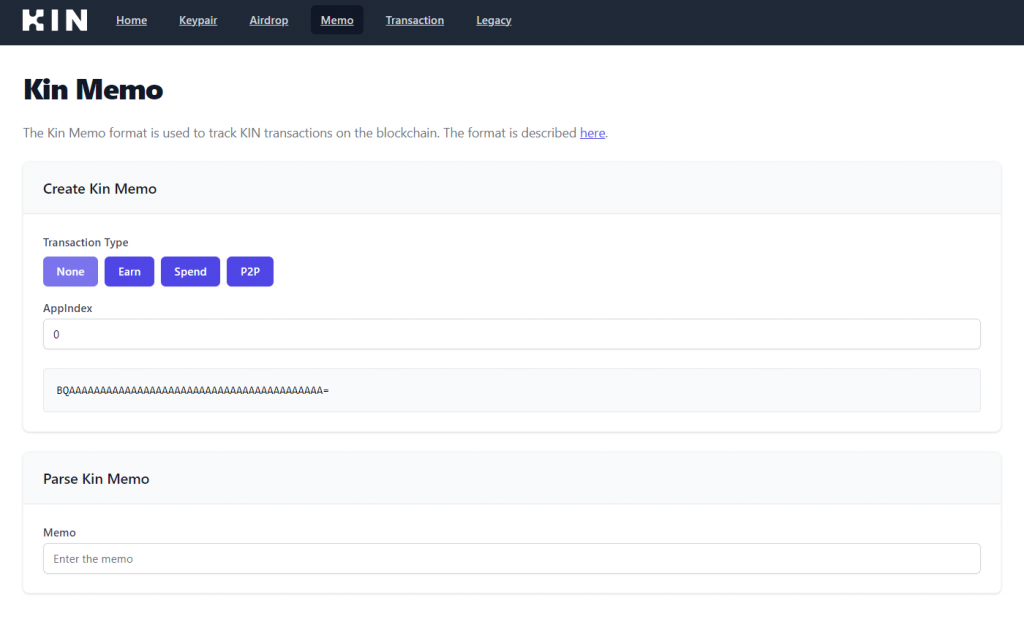 KIN Home Keypair Airdrop Memo Transaction Legacy
Kin Memo
The Kin Memo format is used to track KIN transactions on the blockchain. The format is described here.
Create Kin Memo
Transaction Type
None Earn Spend P2P
AppIndex
0
BQAAAAAAAAAAAAAAAAAAAAAAAAAAAAAAAAAAAAAAAAA=
Parse Kin Memo
Memo
Enter the memo